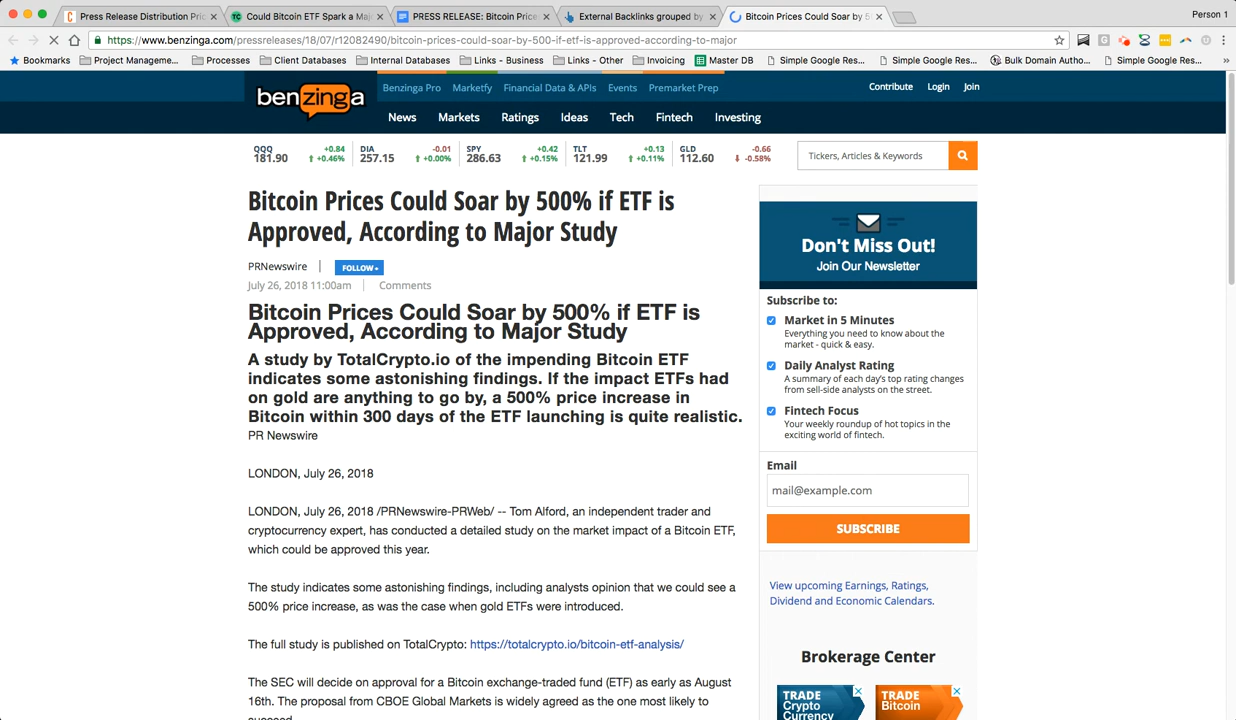 Press Release Distribution Pric
Could Bitcoin ETF Spark a Maj
PRESS RELEASE: Bitcoin Price
External Backlinks grouped by
Bitcoin Prices Could Soar by 5
Person 1
https://www.benzinga.com/pressreleases/18/07/r12082490/bitcoin-prices-could-soar-by-500-if-etf-is-approved-according-to-major
Bookmarks
Project Manageme...
Processes
Client Databases
Internal Databases
Links - Business
Links - Other
Invoicing
Master DB
Simple Google Res...
Simple Google Res...
Bulk Domain Autho...
Simple Google Res...
»
benzinga
Benzinga Pro
Marketfy
Financial Data & APIs
Events
Premarket Prep
Contribute
Login
Join
News
Markets
Ratings
Ideas
Tech
Fintech
Investing
QQQ +0.84
181.90 +0.46%
DIA -0.01
257.15 +0.00%
SPY +0.42
286.63 +0.15%
TLT +0.13
121.99 +0.11%
GLD -0.66
112.60 -0.58%
Tickers, Articles & Keywords
Bitcoin Prices Could Soar by 500% if ETF is
Approved, According to Major Study
PRNewswire | FOLLOW
July 26, 2018 11:00am | Comments
Bitcoin Prices Could Soar by 500% if ETF is
Approved, According to Major Study
A study by TotalCrypto.io of the impending Bitcoin ETF
indicates some astonishing findings. If the impact ETFs had
on gold are anything to go by, a 500% price increase in
Bitcoin within 300 days of the ETF launching is quite realistic.
PR Newswire
LONDON, July 26, 2018
LONDON, July 26, 2018 /PRNewswire-PRWeb/ -- Tom Alford, an independent trader and
cryptocurrency expert, has conducted a detailed study on the market impact of a Bitcoin ETF,
which could be approved this year.
The study indicates some astonishing findings, including analysts opinion that we could see a
500% price increase, as was the case when gold ETFs were introduced.
The full study is published on TotalCrypto: https://totalcrypto.io/bitcoin-etf-analysis/
The SEC will decide on approval for a Bitcoin exchange-traded fund (ETF) as early as August
16th. The proposal from CBOE Global Markets is widely agreed as the one most likely to
succeed.
Don't Miss Out!
Join Our Newsletter
Subscribe to:
Market in 5 Minutes
Everything you need to know about the
market - quick & easy.
Daily Analyst Rating
A summary of each day's top rating changes
from sell-side analysts on the street.
Fintech Focus
Your weekly roundup of hot topics in the
exciting world of fintech.
Email
mail@example.com
SUBSCRIBE
View upcoming Earnings, Ratings,
Dividend and Economic Calendars.
Brokerage Center
TRADE
Crypto
Currency
TRADE
Bitcoin